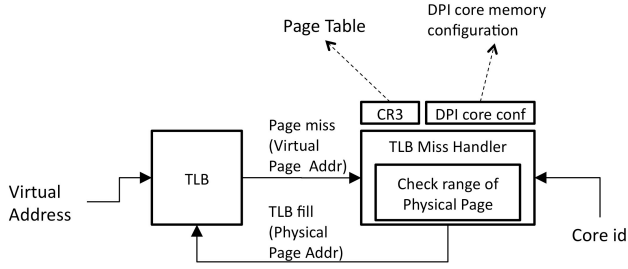 DPI core memory
configuration
Page Table
CR3
DPI core conf
Page miss
(Virtual
Page Addr)
TLB Miss Handler
TLB
Check range of
Physical Page
Virtual
Address
TLB fill
(Physical
Page Addr)
Core id